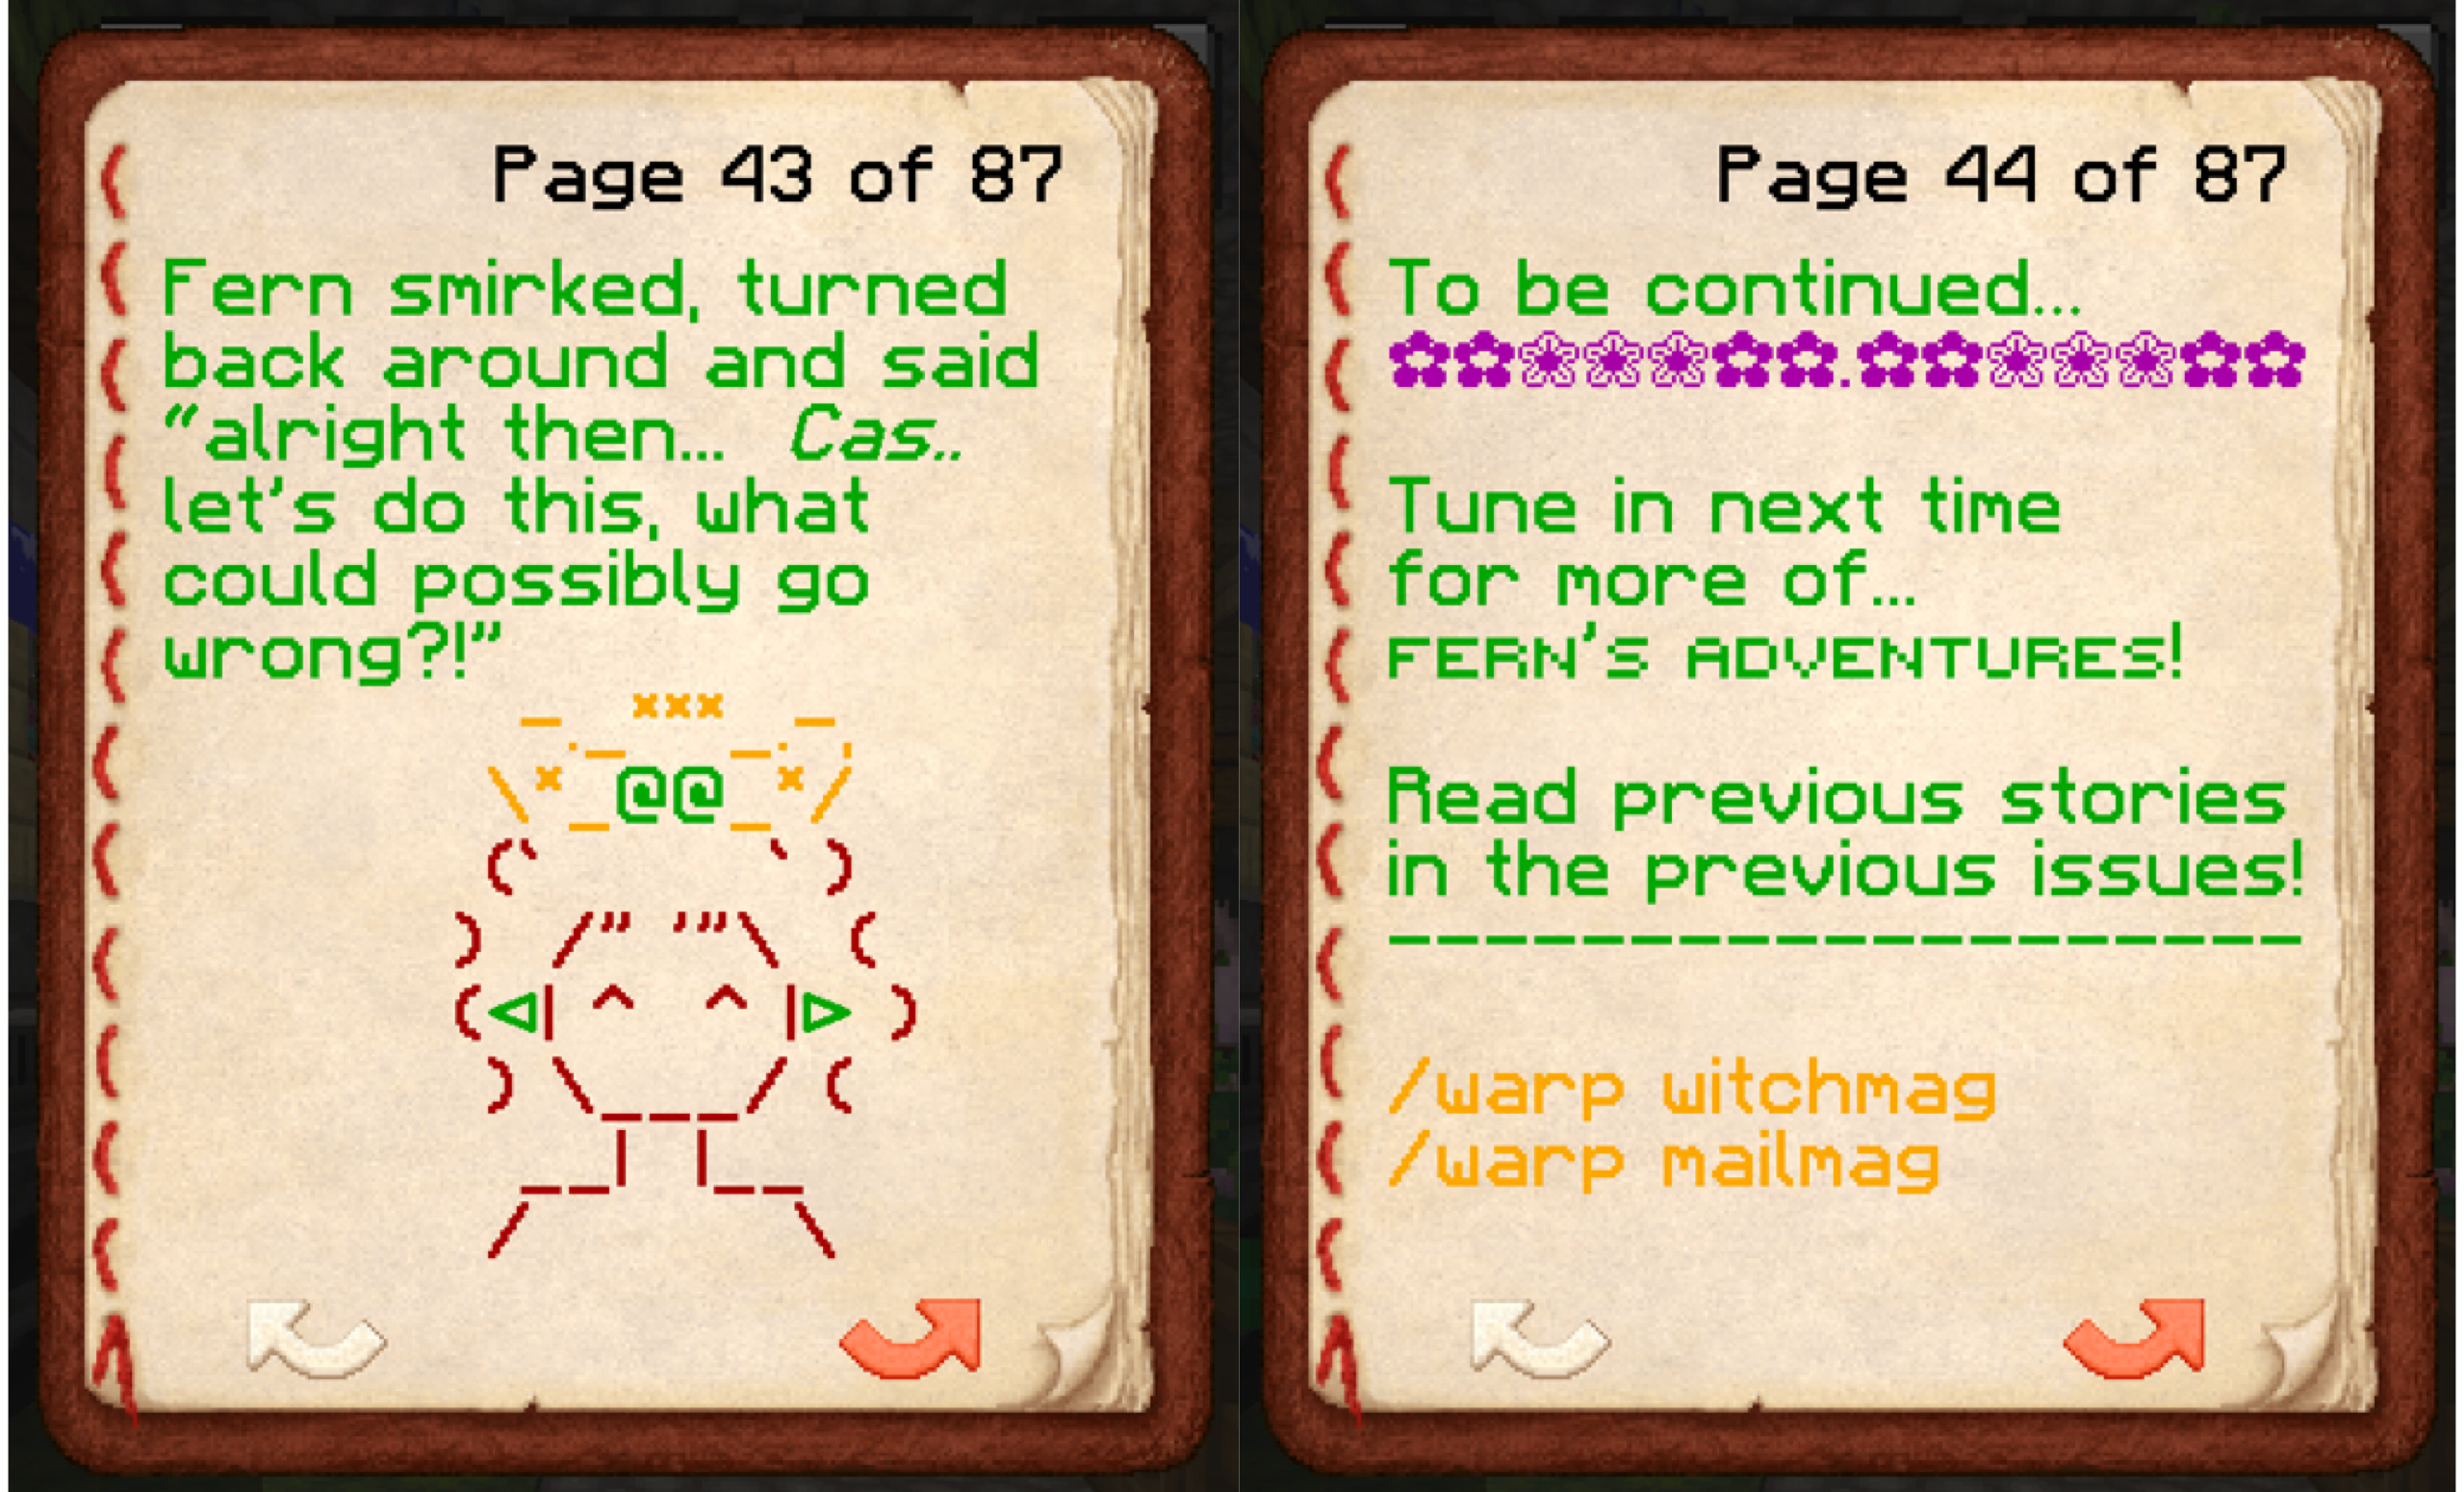 Page 43 of 87
Fern smirked, turned
back around and said
"alright then... Cas..
let's do this, what
could possibly go
wrong?!"
Page 44 of 87
To be continued...
✿✿❀❀❀✿✿.✿✿❀❀❀✿✿
Tune in next time
for more of...
FERN'S ADVENTURES!
Read previous stories
in the previous issues!
-------------------
/warp witchmag
/warp mailmag